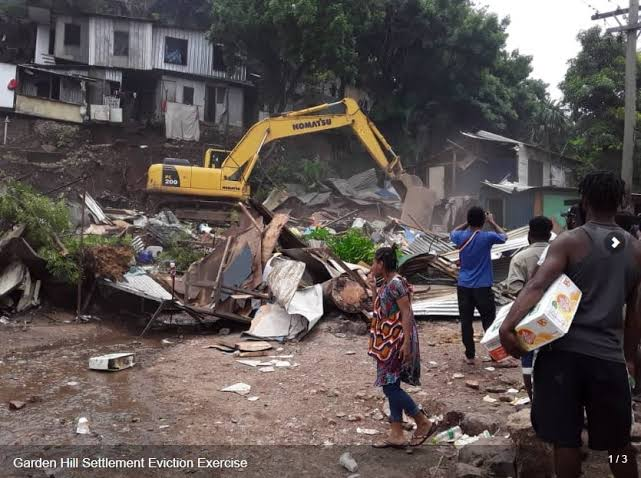 KOMATSU
200
Garden Hill Settlement Eviction Exercise
1 / 3